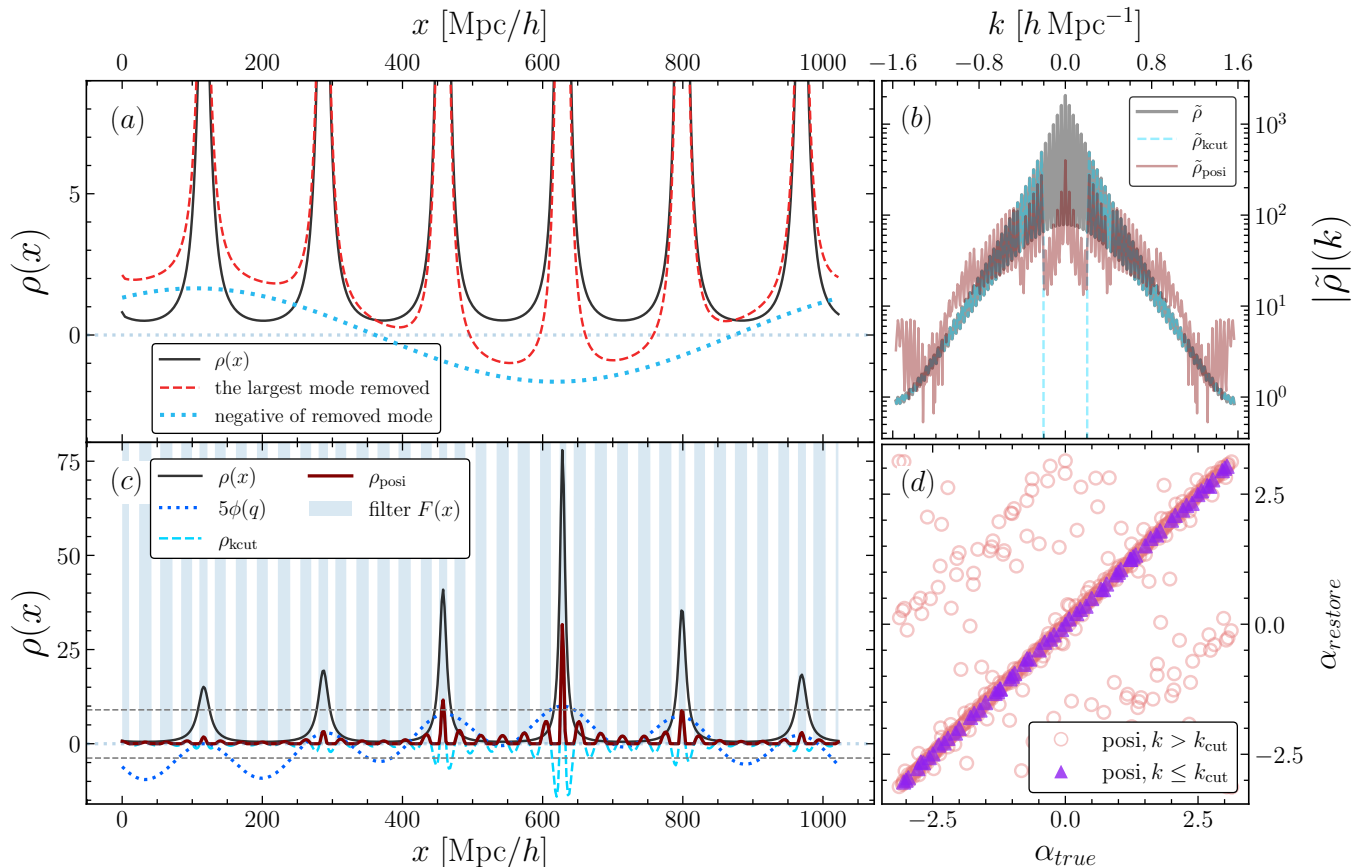 x [Mpc/h]
0 200 400 600 800 1000
k [h Mpc⁻¹]
−1.6 −0.8 0.0 0.8 1.6
(a)
ρ(x)
5
0
ρ(x)
the largest mode removed
negative of removed mode
(b)
ρ̃
ρ̃kcut
ρ̃posi
10³
10²
10¹
10⁰
|ρ̃|(k)
(c)
ρ(x)
75
50
25
0
ρ(x)
5ϕ(q)
ρkcut
ρposi
filter F(x)
0 200 400 600 800 1000
x [Mpc/h]
(d)
2.5
0.0
−2.5
αrestore
posi, k > kcut
posi, k ≤ kcut
−2.5 0.0 2.5
αtrue